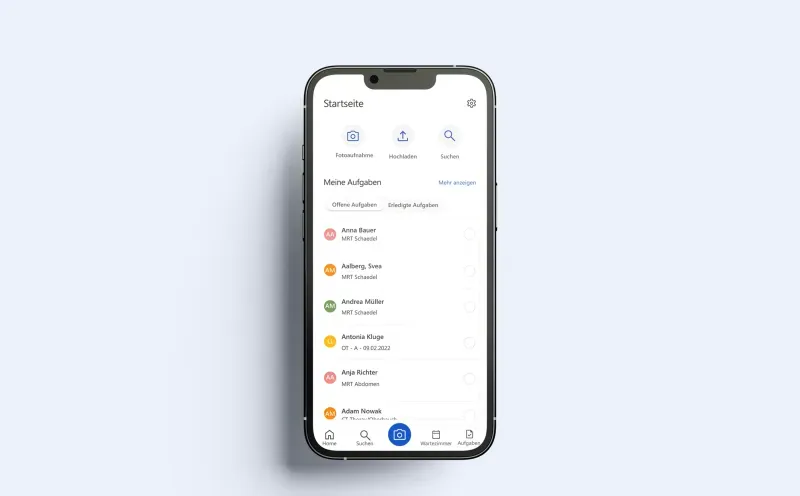 Startseite
Fotoaufnahme
Hochladen
Suchen
Meine Aufgaben
Mehr anzeigen
Offene Aufgaben
Erledigte Aufgaben
AA
Anna Bauer
MRT Schaedel
AM
Aalberg, Svea
MRT Schaedel
AM
Andrea Müller
MRT Schaedel
Antonia Kluge
OT - A - 09.02.2022
AA
Anja Richter
MRT Abdomen
AM
Adam Nowak
Home
Suchen
Wartezimmer
Aufgaben